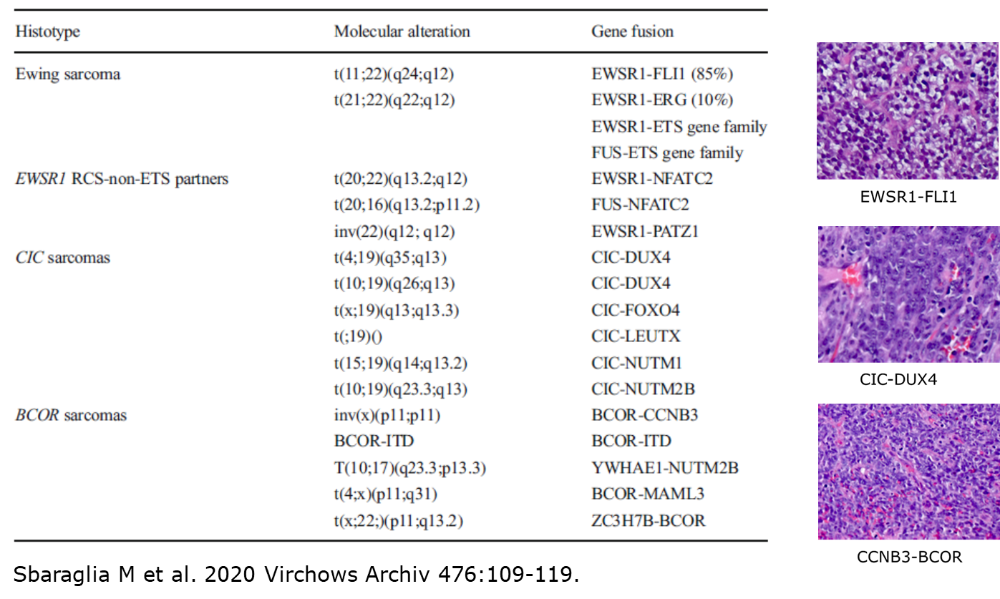 Histotype Molecular alteration Gene fusion
Ewing sarcoma t(11;22)(q24;q12) EWSR1-FLI1 (85%)
t(21;22)(q22;q12) EWSR1-ERG (10%)
EWSR1-ETS gene family
FUS-ETS gene family
EWSR1 RCS-non-ETS partners t(20;22)(q13.2;q12) EWSR1-NFATC2
t(20;16)(q13.2;p11.2) FUS-NFATC2
inv(22)(q12; q12) EWSR1-PATZ1
CIC sarcomas t(4;19)(q35;q13) CIC-DUX4
t(10;19)(q26;q13) CIC-DUX4
t(x;19)(q13;q13.3) CIC-FOXO4
t(;19)() CIC-LEUTX
t(15;19)(q14;q13.2) CIC-NUTM1
t(10;19)(q23.3;q13) CIC-NUTM2B
BCOR sarcomas inv(x)(p11;p11) BCOR-CCNB3
BCOR-ITD BCOR-ITD
T(10;17)(q23.3;p13.3) YWHAE1-NUTM2B
t(4;x)(p11;q31) BCOR-MAML3
t(x;22;)(p11;q13.2) ZC3H7B-BCOR
EWSR1-FLI1
CIC-DUX4
CCNB3-BCOR
Sbaraglia M et al. 2020 Virchows Archiv 476:109-119.